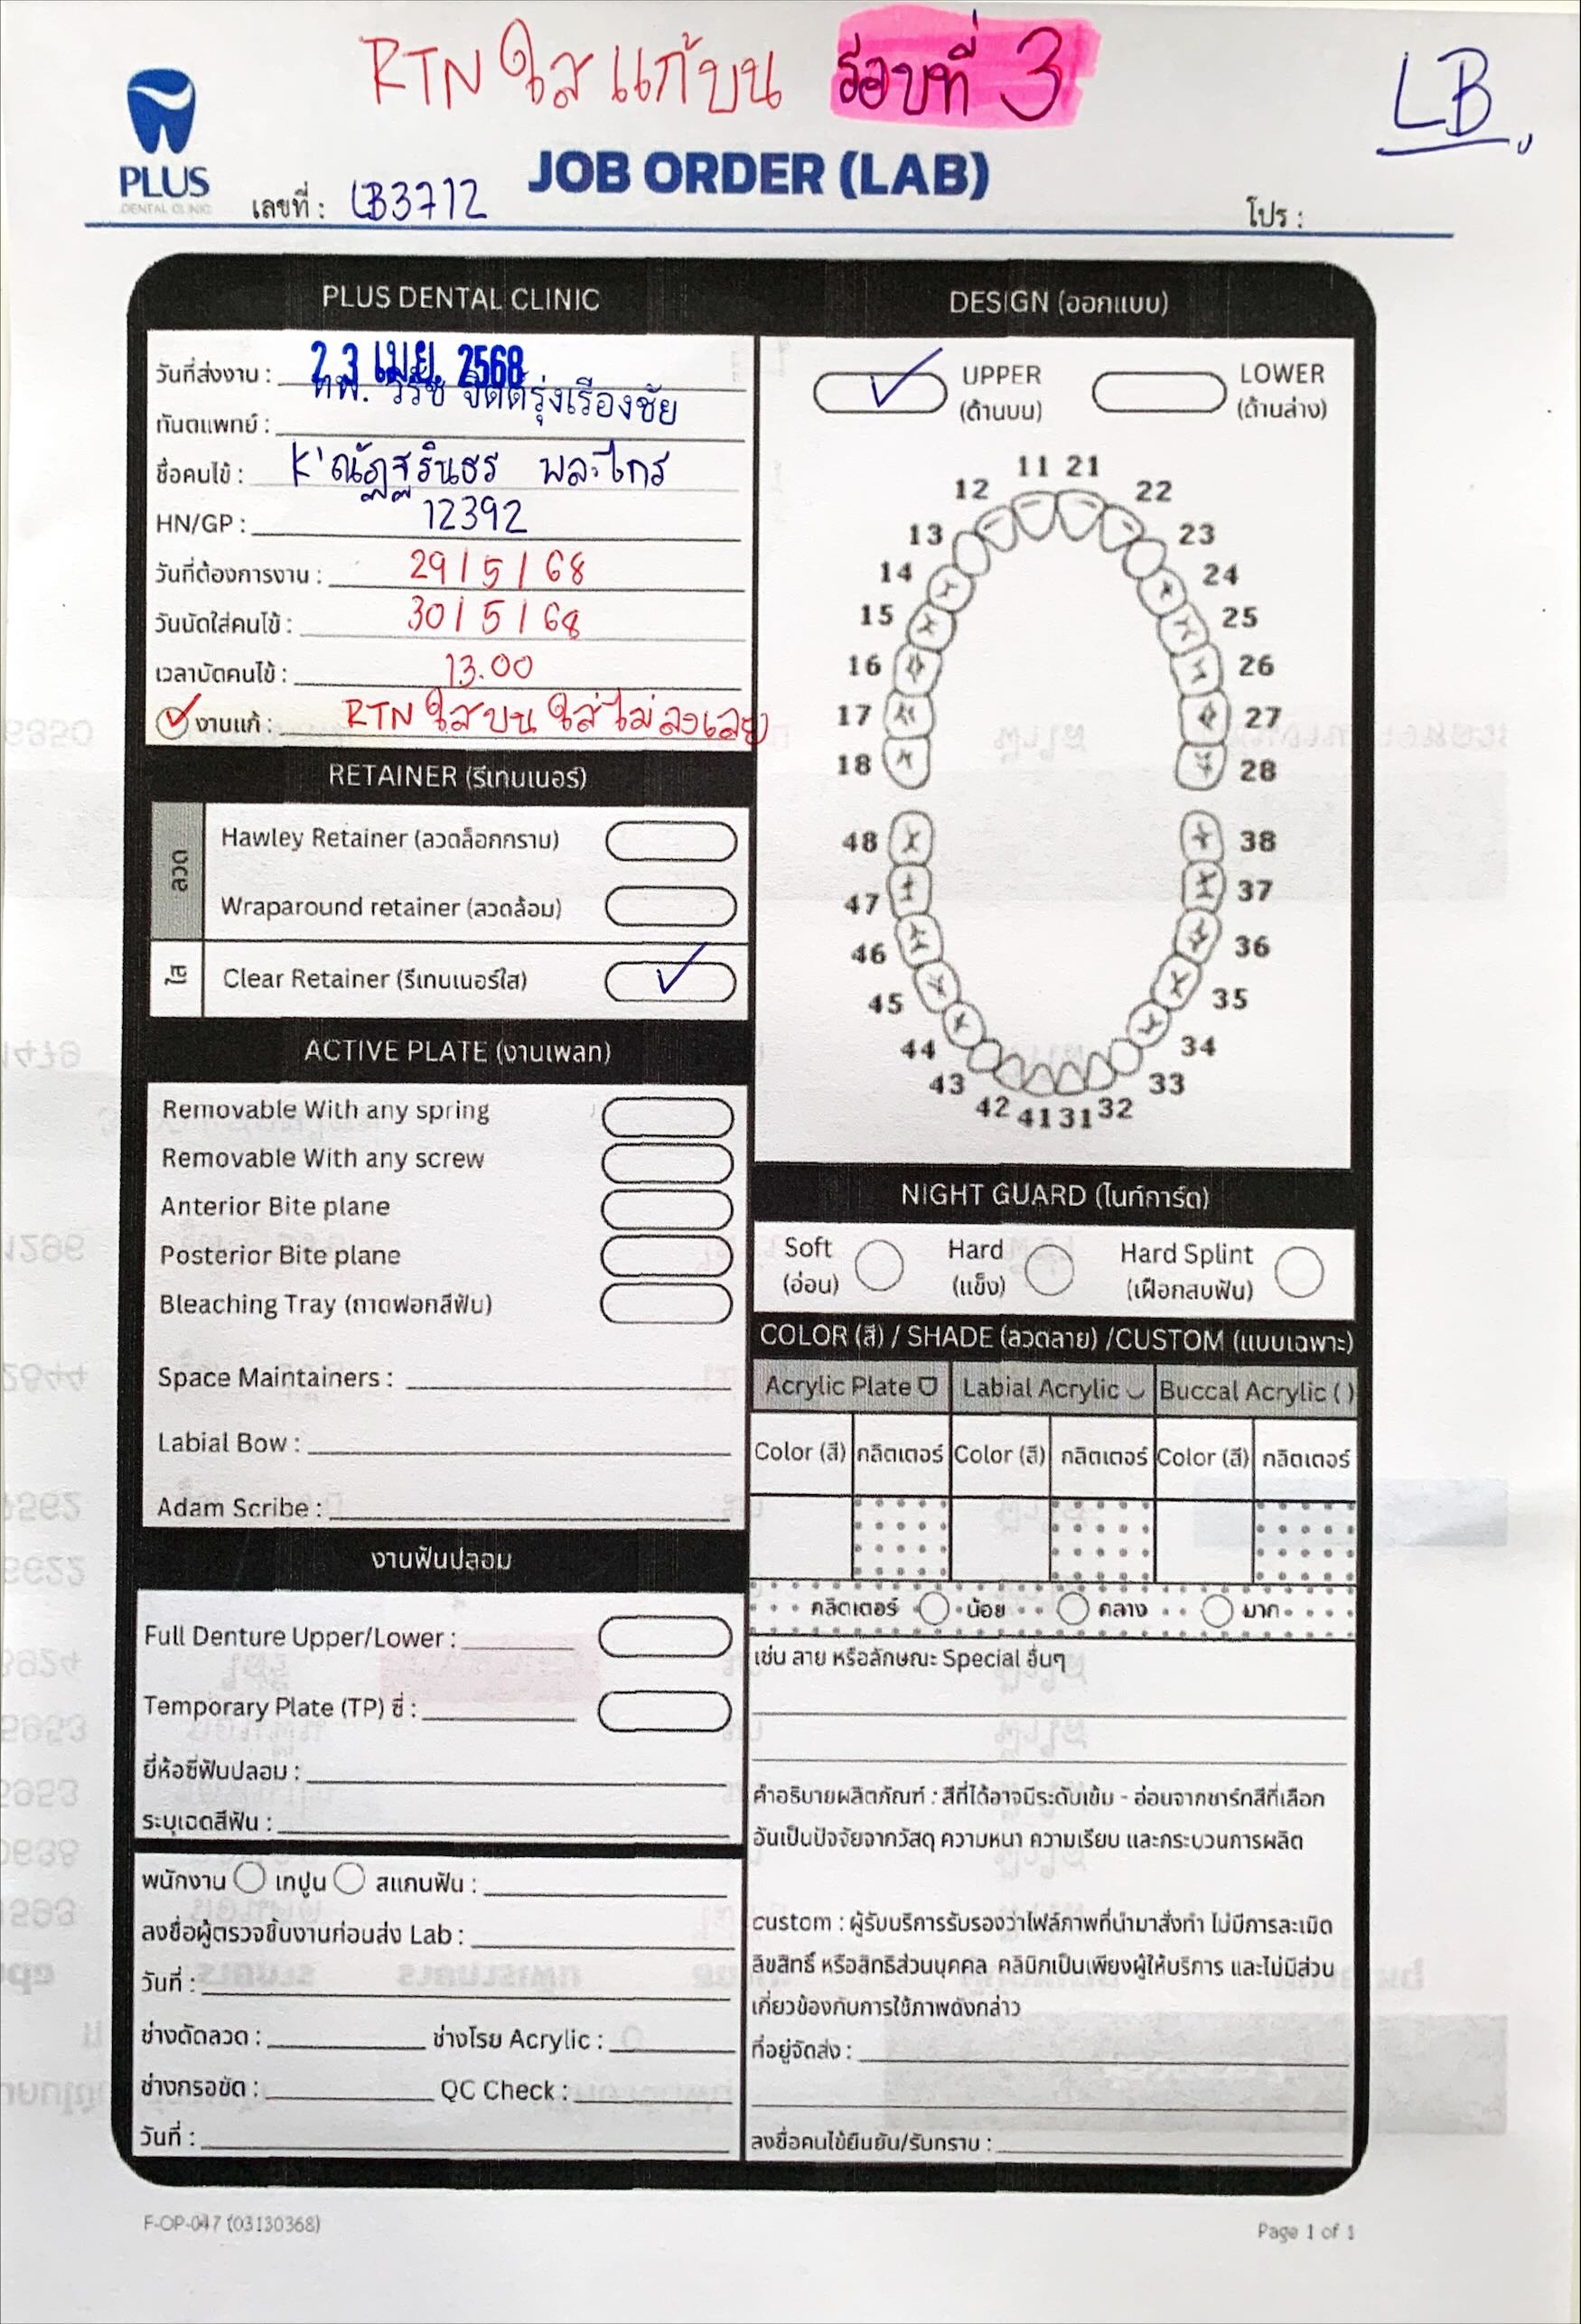 RTN ใส แก้บน รอบที่ 3
LB
PLUS
DENTAL CLINIC
JOB ORDER (LAB)
เลขที่ : LB3712
โปร :
PLUS DENTAL CLINIC
วันที่ส่งงาน : 23 เม.ย. 2568
ทันตแพทย์ : ทพ. วิรัช จิตต์รุ่งเรืองชัย
ชื่อคนไข้ : K'ณัฏฐรินธร พละไกร
HN/GP : 12392
วันที่ต้องการงาน : 29 / 5 / 68
วันนัดใส่คนไข้ : 30 / 5 / 68
เวลานัดคนไข้ : 13.00
งานแก้ : RTN ใส บน ใส่ไม่ลงเลย
RETAINER (รีเทนเนอร์)
ลวด
Hawley Retainer (ลวดล็อกกราม)
Wraparound retainer (ลวดล้อม)
ใส
Clear Retainer (รีเทนเนอร์ใส)
ACTIVE PLATE (งานเพลท)
Removable With any spring
Removable With any screw
Anterior Bite plane
Posterior Bite plane
Bleaching Tray (ถาดฟอกสีฟัน)
Space Maintainers :
Labial Bow :
Adam Scribe :
งานฟันปลอม
Full Denture Upper/Lower :
Temporary Plate (TP) ซี่ :
ยี่ห้อซี่ฟันปลอม :
ระบุเฉดสีฟัน :
พนักงาน เทปูน สแกนฟัน :
ลงชื่อผู้ตรวจชิ้นงานก่อนส่ง Lab :
วันที่ :
ช่างดัดลวด : ช่างโรย Acrylic :
ช่างกรอขัด : QC Check :
วันที่ :
DESIGN (ออกแบบ)
UPPER
(ด้านบน)
LOWER
(ด้านล่าง)
11 21
12 22
13 23
14 24
15 25
16 26
17 27
18 28
48 38
47 37
46 36
45 35
44 34
43 33
42 41 31 32
NIGHT GUARD (ไนท์การ์ด)
Soft
(อ่อน)
Hard
(แข็ง)
Hard Splint
(เฝือกสบฟัน)
COLOR (สี) / SHADE (ลวดลาย) /CUSTOM (แบบเฉพาะ)
Acrylic Plate Labial Acrylic Buccal Acrylic ( )
Color (สี) กลิตเตอร์ Color (สี) กลิตเตอร์ Color (สี) กลิตเตอร์
กลิตเตอร์ น้อย กลาง มาก
เช่น ลาย หรือลักษณะ Special อื่นๆ
คำอธิบายผลิตภัณฑ์ : สีที่ได้อาจมีระดับเข้ม - อ่อนจากชาร์ทสีที่เลือก
อันเป็นปัจจัยจากวัสดุ ความหนา ความเรียบ และกระบวนการผลิต
custom : ผู้รับบริการรับรองว่าไฟล์ภาพที่นำมาสั่งทำ ไม่มีการละเมิด
ลิขสิทธิ์ หรือสิทธิส่วนบุคคล คลินิกเป็นเพียงผู้ให้บริการ และไม่มีส่วน
เกี่ยวข้องกับการใช้ภาพดังกล่าว
ที่อยู่จัดส่ง :
ลงชื่อคนไข้ยืนยัน/รับทราบ :
F-OP-047 (03130368)
Page 1 of 1